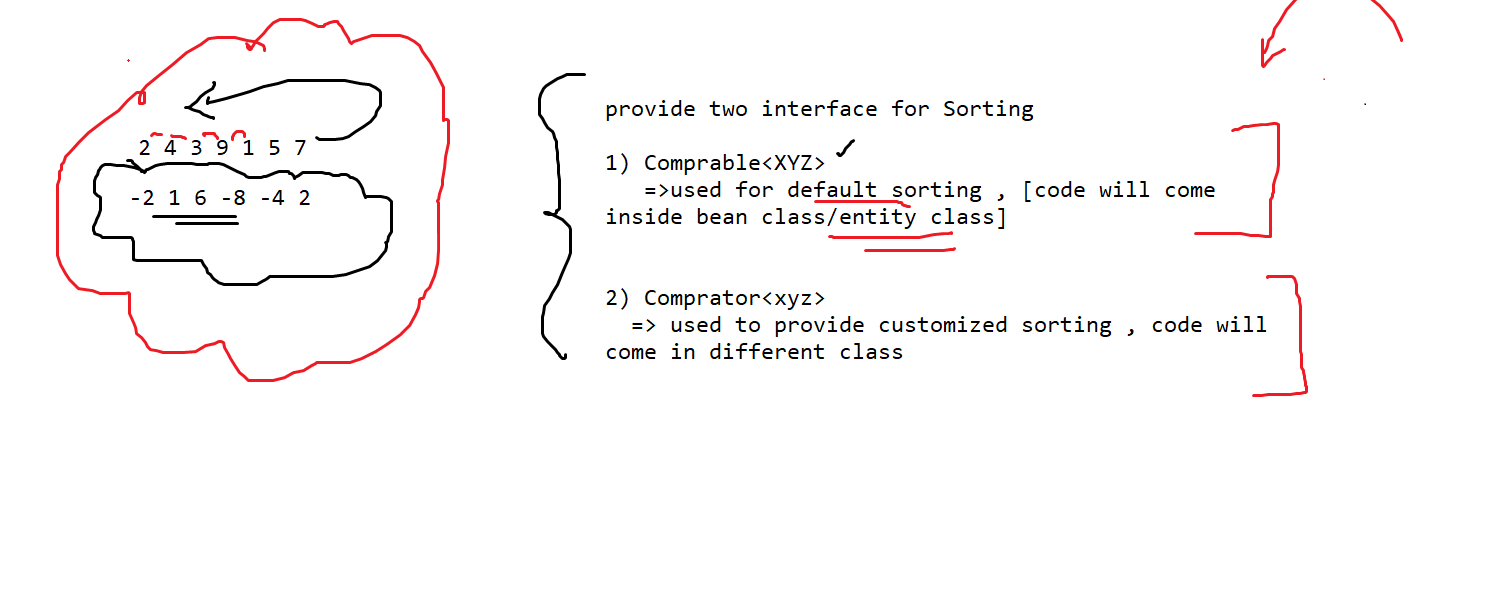 2 4 3 9 1 5 7
-2 1 6 -8 -4 2
provide two interface for Sorting
1) Comprable<XYZ>
=>used for default sorting , [code will come
inside bean class/entity class]
2) Comprator<xyz>
=> used to provide customized sorting , code will
come in different class